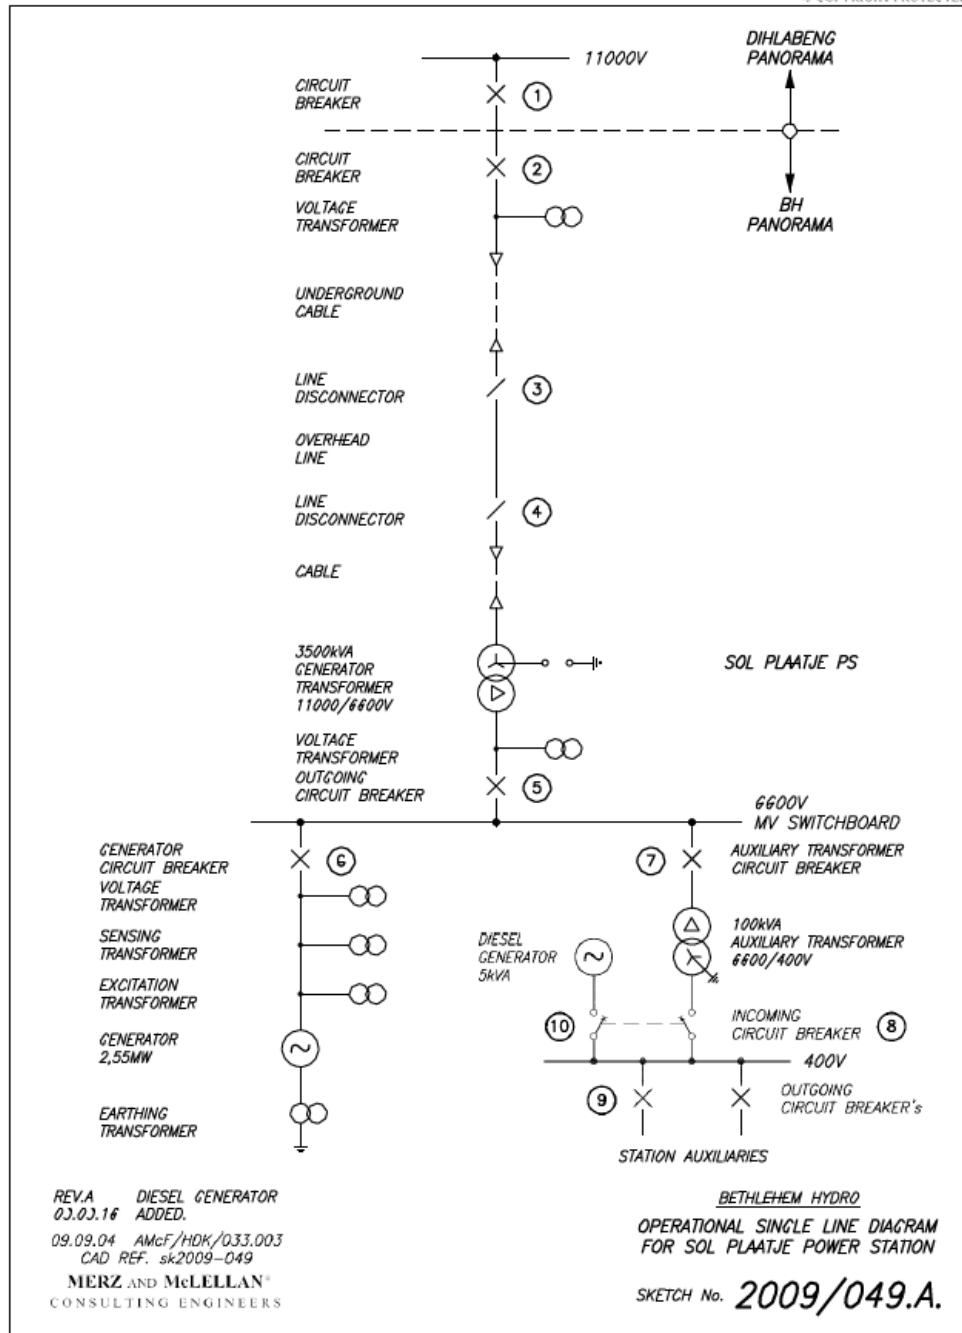 11000V
DIHLABENG
PANORAMA
CIRCUIT
BREAKER
1
CIRCUIT
BREAKER
2
VOLTAGE
TRANSFORMER
BH
PANORAMA
UNDERGROUND
CABLE
LINE
DISCONNECTOR
3
OVERHEAD
LINE
LINE
DISCONNECTOR
4
CABLE
3500kVA
GENERATOR
TRANSFORMER
11000/6600V
SOL PLAATJE PS
VOLTAGE
TRANSFORMER
OUTGOING
CIRCUIT BREAKER
5
6600V
MV SWITCHBOARD
GENERATOR
CIRCUIT BREAKER
6
VOLTAGE
TRANSFORMER
SENSING
TRANSFORMER
EXCITATION
TRANSFORMER
GENERATOR
2,55MW
EARTHING
TRANSFORMER
7
AUXILIARY TRANSFORMER
CIRCUIT BREAKER
100kVA
AUXILIARY TRANSFORMER
6600/400V
DIESEL
GENERATOR
5kVA
10
INCOMING
CIRCUIT BREAKER
8
400V
9
OUTGOING
CIRCUIT BREAKER's
STATION AUXILIARIES
REV.A DIESEL GENERATOR
ADDED.
09.09.04 AMcF/HDK/033.003
CAD REF. sk2009-049
MERZ AND McLELLAN
CONSULTING ENGINEERS
BETHLEHEM HYDRO
OPERATIONAL SINGLE LINE DIAGRAM
FOR SOL PLAATJE POWER STATION
SKETCH No. 2009/049.A.